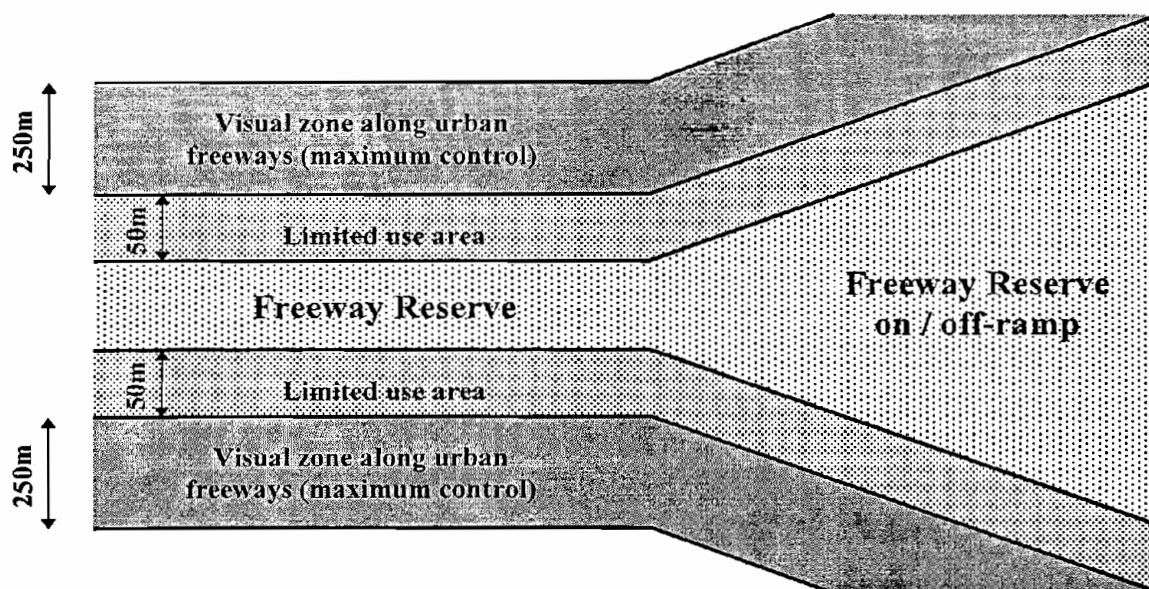 250m
Visual zone along urban
freeways (maximum control)
50m
Limited use area
Freeway Reserve
Freeway Reserve
on / off-ramp
50m
Limited use area
250m
Visual zone along urban
freeways (maximum control)